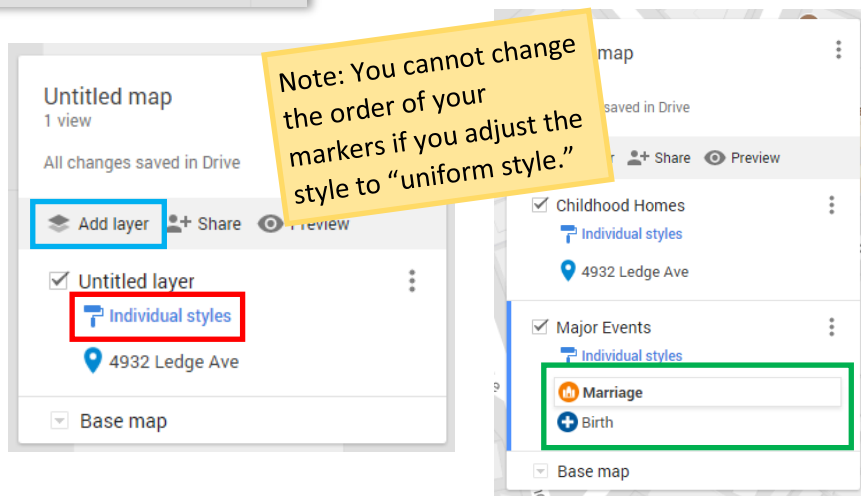 Untitled map
1 view
All changes saved in Drive
Add layer Share Preview
Untitled layer
Individual styles
4932 Ledge Ave
Base map
Note: You cannot change
the order of your
markers if you adjust the
style to “uniform style.”
map
saved in Drive
Share Preview
Childhood Homes
Individual styles
4932 Ledge Ave
Major Events
Individual styles
Marriage
Birth
Base map